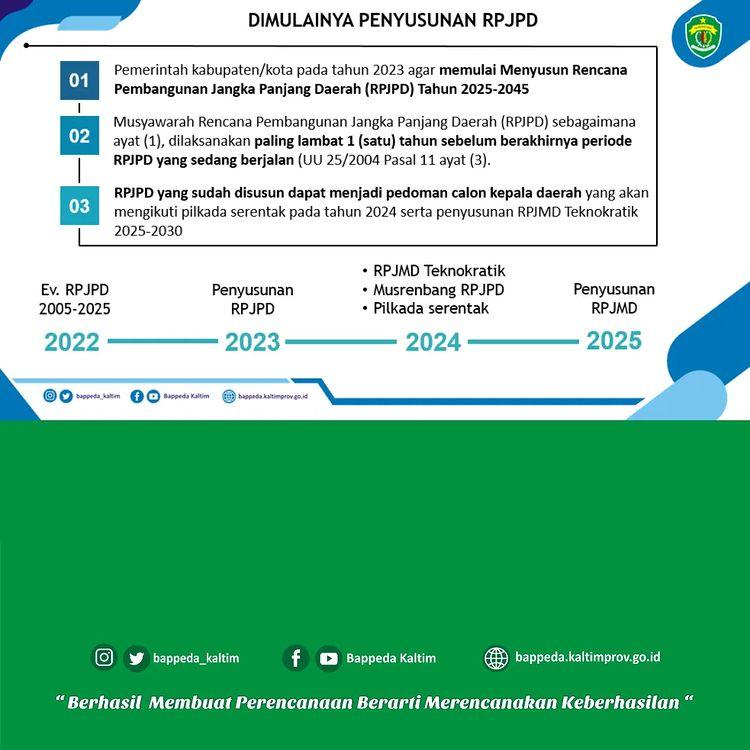 DIMULAINYA PENYUSUNAN RPJPD
01
Pemerintah kabupaten/kota pada tahun 2023 agar memulai Menyusun Rencana
Pembangunan Jangka Panjang Daerah (RPJPD) Tahun 2025-2045
02
Musyawarah Rencana Pembangunan Jangka Panjang Daerah (RPJPD) sebagaimana
ayat (1), dilaksanakan paling lambat 1 (satu) tahun sebelum berakhirnya periode
RPJPD yang sedang berjalan (UU 25/2004 Pasal 11 ayat (3).
03
RPJPD yang sudah disusun dapat menjadi pedoman calon kepala daerah yang akan
mengikuti pilkada serentak pada tahun 2024 serta penyusunan RPJMD Teknokratik
2025-2030
Ev. RPJPD
2005-2025
2022
Penyusunan
RPJPD
2023
• RPJMD Teknokratik
• Musrenbang RPJPD
• Pilkada serentak
2024
Penyusunan
RPJMD
2025
bappeda_kaltim
Bappeda Kaltim
bappeda.kaltimprov.go.id
bappeda_kaltim
Bappeda Kaltim
bappeda.kaltimprov.go.id
“ Berhasil Membuat Perencanaan Berarti Merencanakan Keberhasilan “